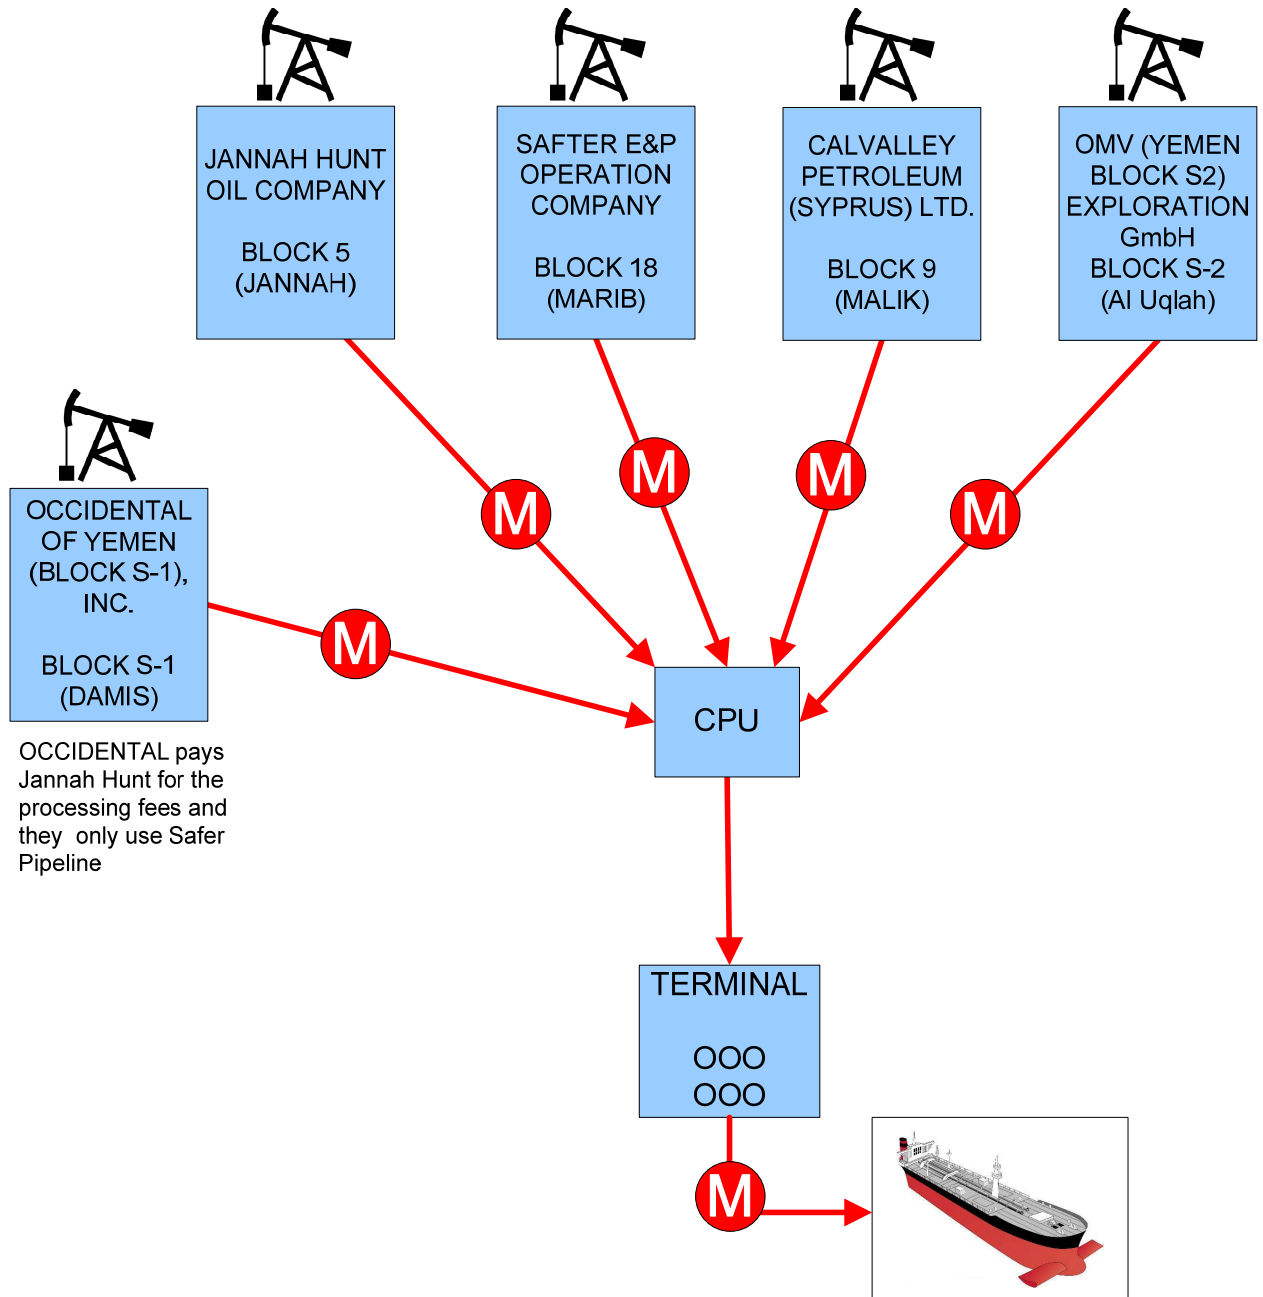 JANNAH HUNT
OIL COMPANY
BLOCK 5
(JANNAH)
SAFTER E&P
OPERATION
COMPANY
BLOCK 18
(MARIB)
CALVALLEY
PETROLEUM
(SYPRUS) LTD.
BLOCK 9
(MALIK)
OMV (YEMEN
BLOCK S2)
EXPLORATION
GmbH
BLOCK S-2
(Al Uqlah)
M
M
M
M
OCCIDENTAL
OF YEMEN
(BLOCK S-1),
INC.
BLOCK S-1
(DAMIS)
M
OCCIDENTAL pays
Jannah Hunt for the
processing fees and
they only use Safer
Pipeline
CPU
TERMINAL
OOO
OOO
M